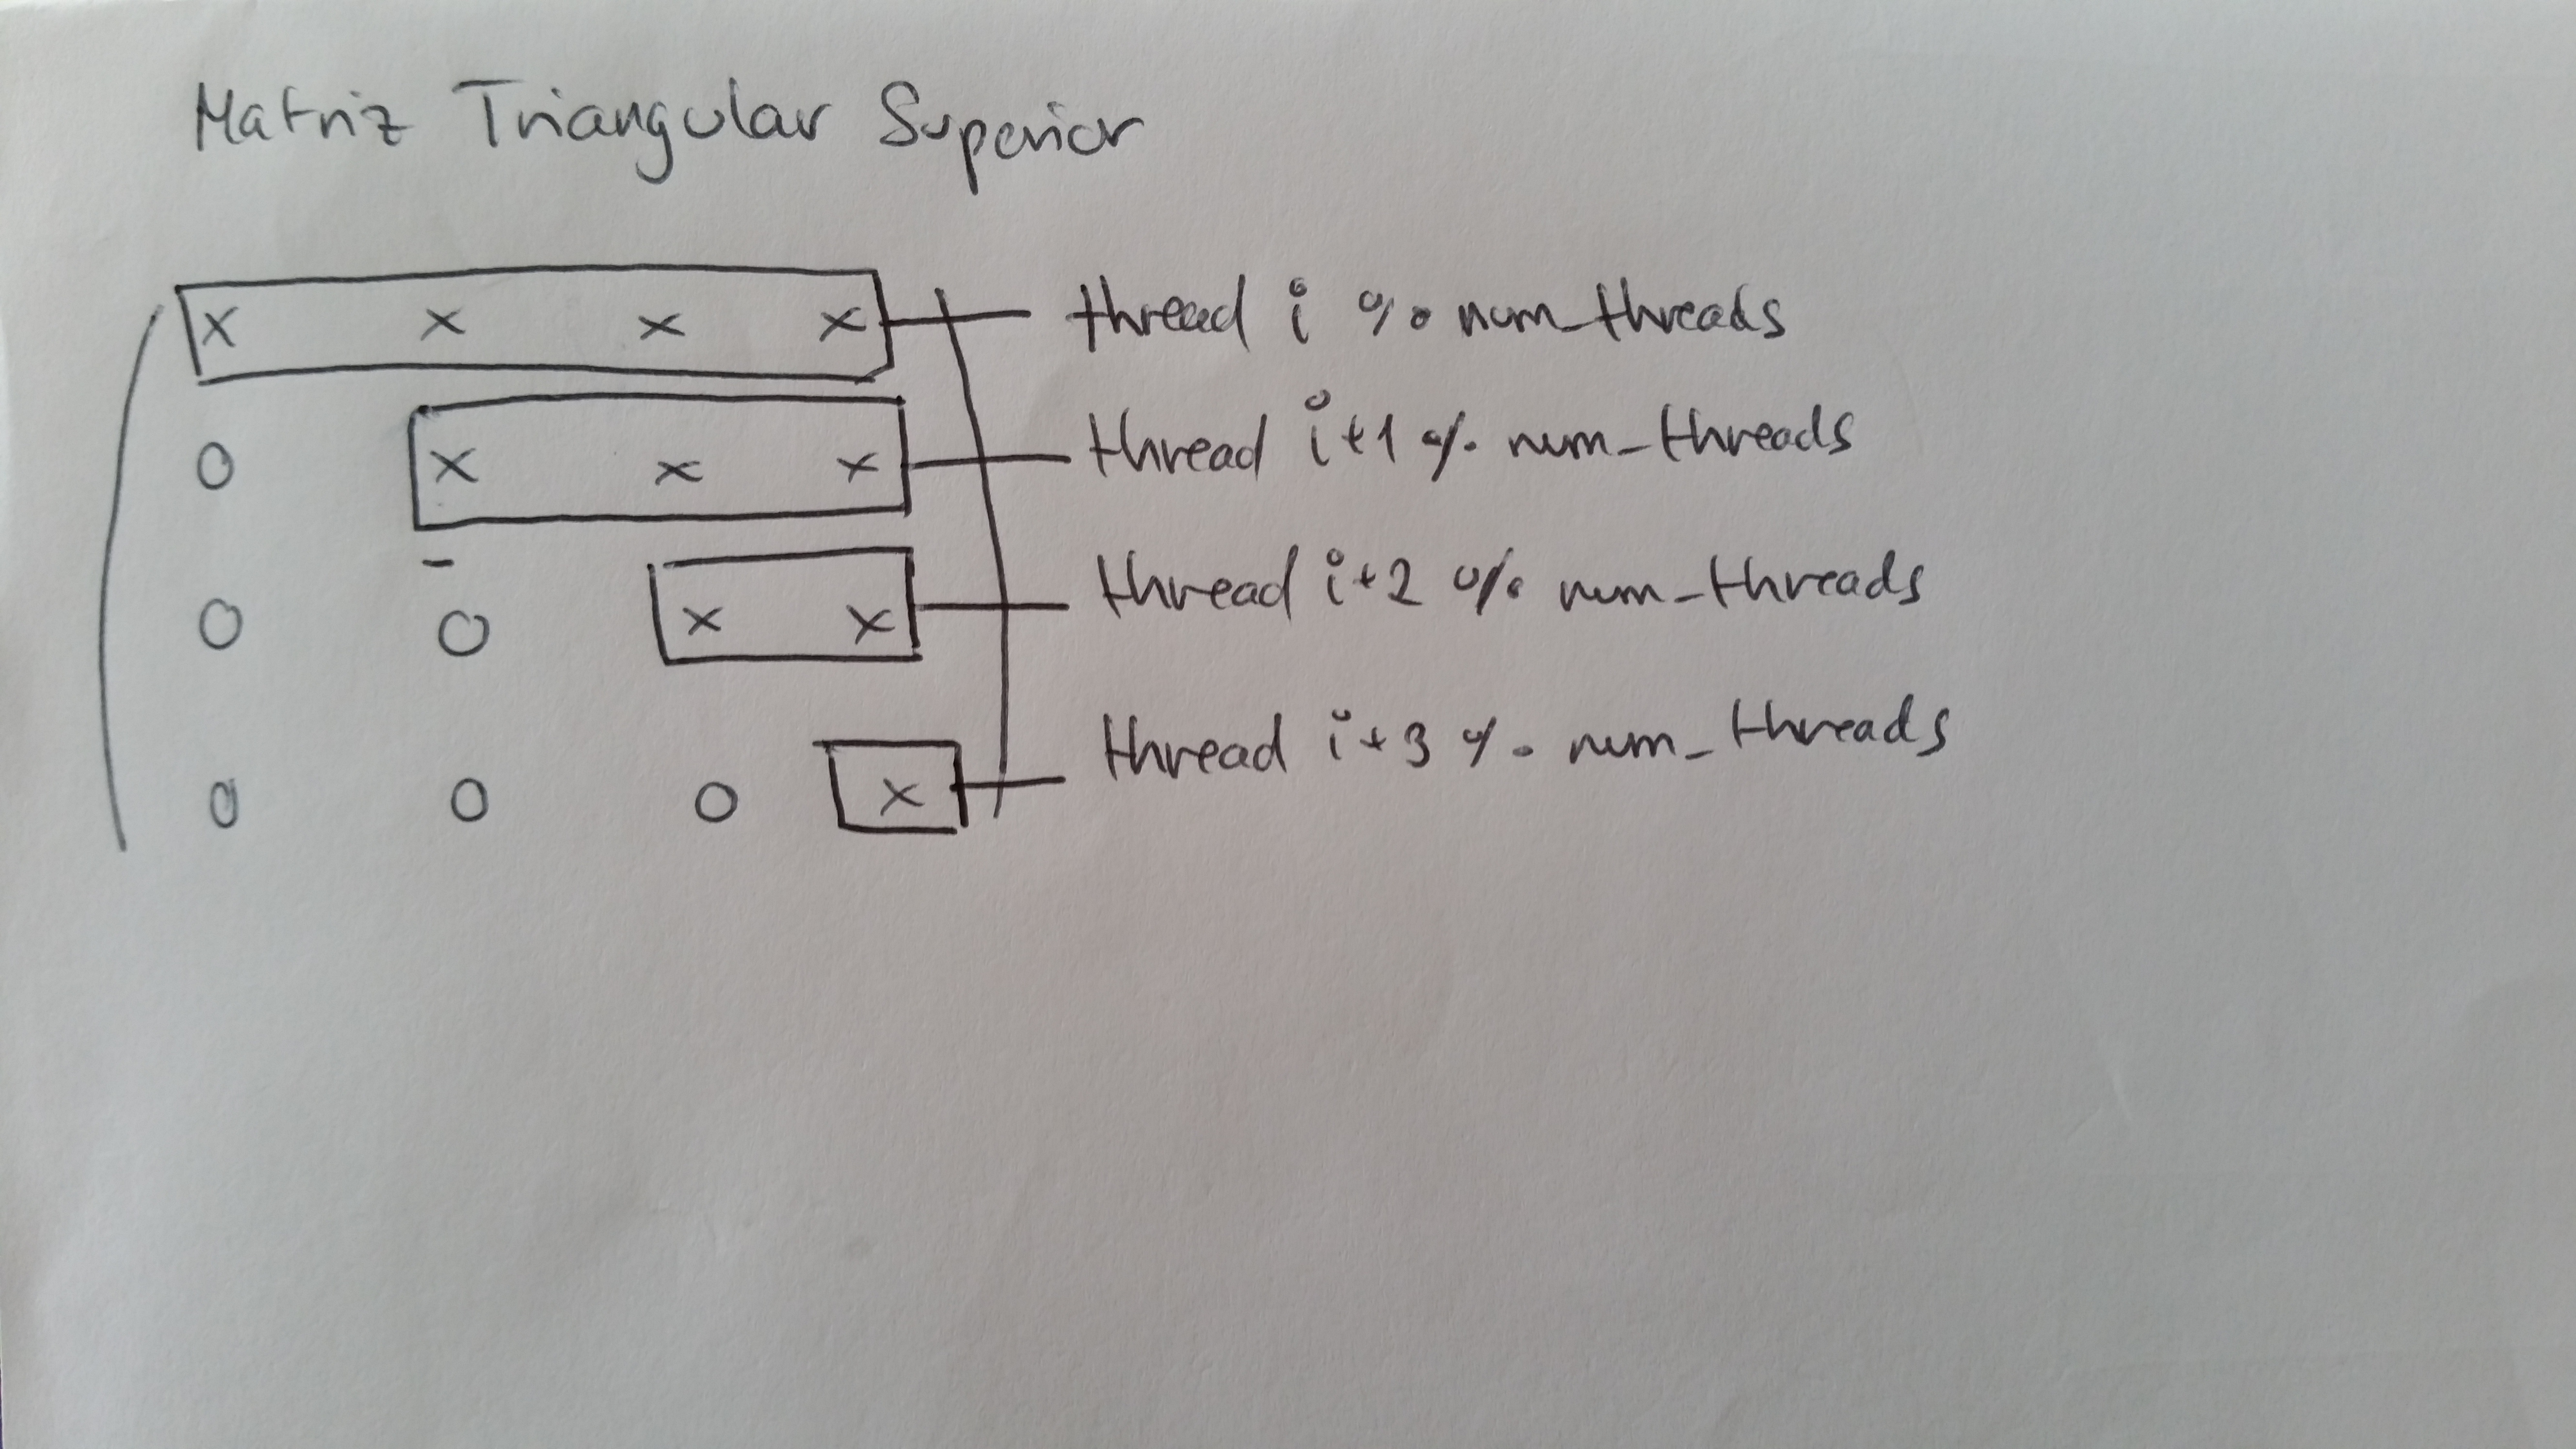 Matriz Triangular Superior
x x x x thread i % num_threads
0 x x x thread i+1 % num_threads
0 0 x x thread i+2 % num_threads
0 0 0 x thread i+3 % num_threads